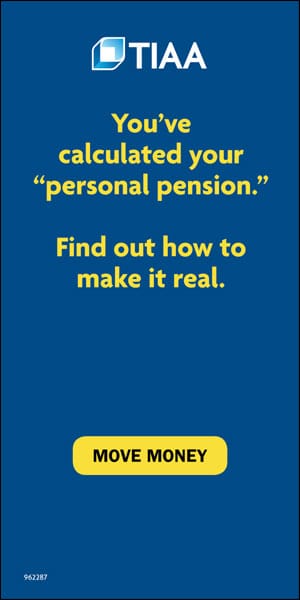 TIAA
You’ve
calculated your
“personal pension.”
Find out how to
make it real.
MOVE MONEY
962287